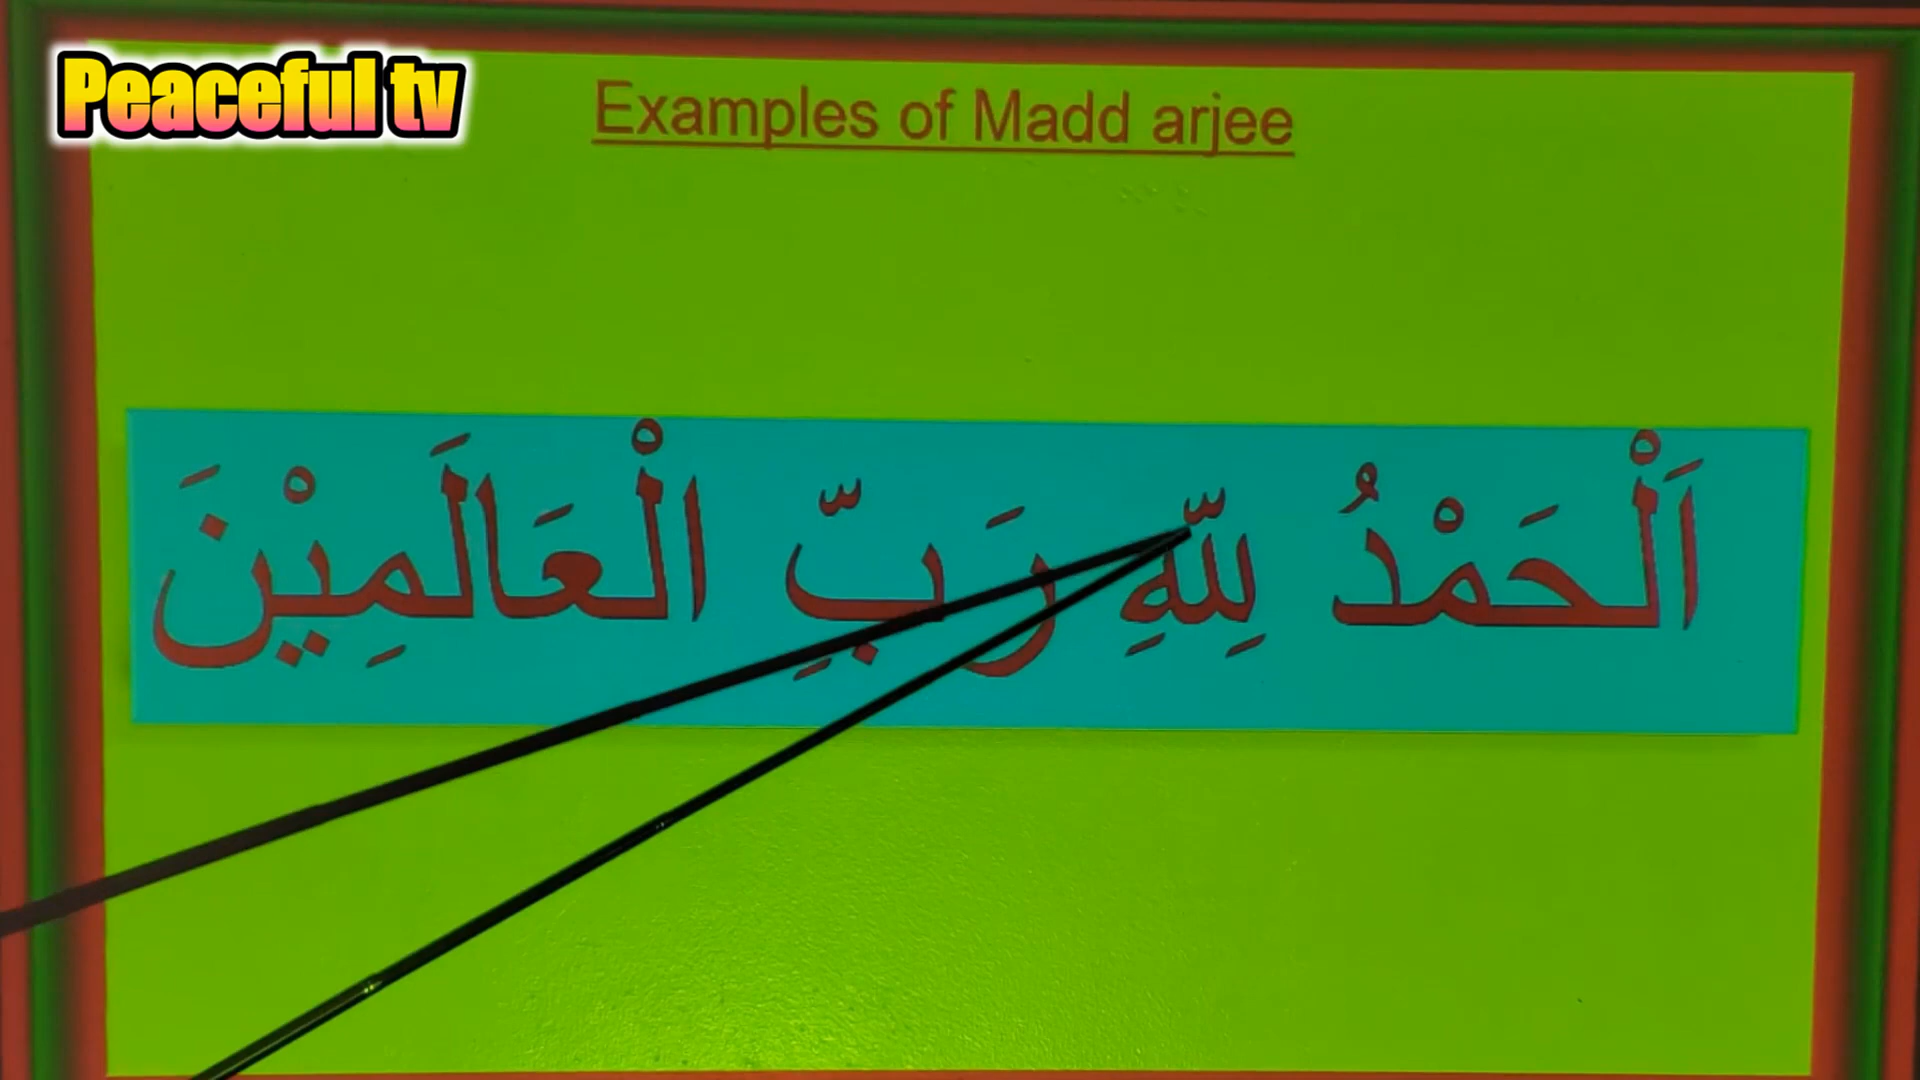 Peaceful tv
Examples of Madd arjee
اَلْحَمْدُ لِلّهِ رَبِّ الْعَالَمِيْنَ